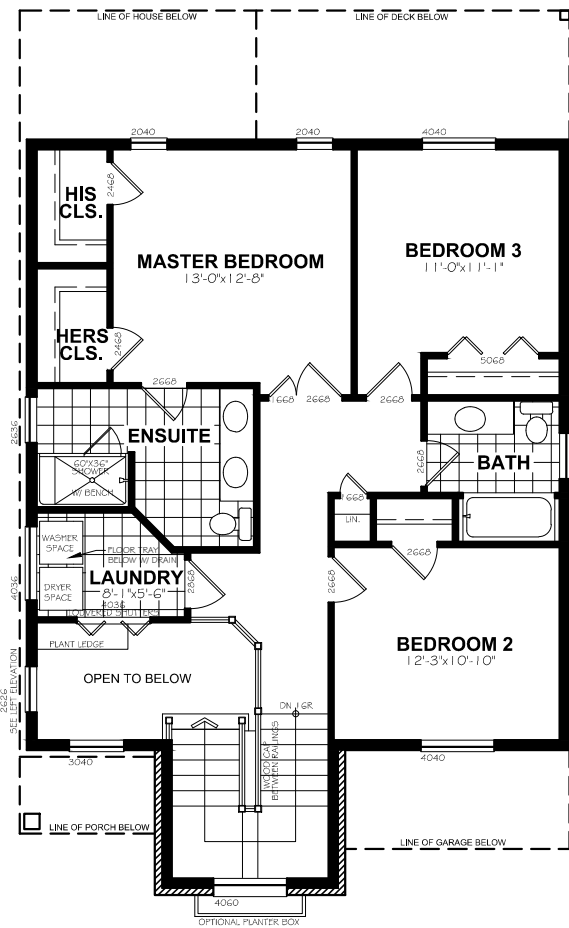 LINE OF HOUSE BELOW
LINE OF DECK BELOW
2040
2040
4040
2468
HIS
CLS.
MASTER BEDROOM
13'-0"x12'-8"
BEDROOM 3
11'-0"x11'-1"
HERS
CLS.
2468
5068
2668
1668
2668
2668
2636
ENSUITE
BATH
2668
60"X36"
SHOWER
W/ BENCH
1668
LIN.
WASHER
SPACE
FLOOR TRAY
BELOW W/ DRAIN
2668
LAUNDRY
8'-1"x5'-6"
2868
2668
4036
DRYER
SPACE
4036
LOUVERED SHUTTERS
PLANT LEDGE
BEDROOM 2
12'-3"x10'-10"
OPEN TO BELOW
2626
SEE LEFT ELEVATION
DN 16R
WOOD CAP
BETWEEN RAILINGS
3040
4040
LINE OF PORCH BELOW
LINE OF GARAGE BELOW
4060
OPTIONAL PLANTER BOX